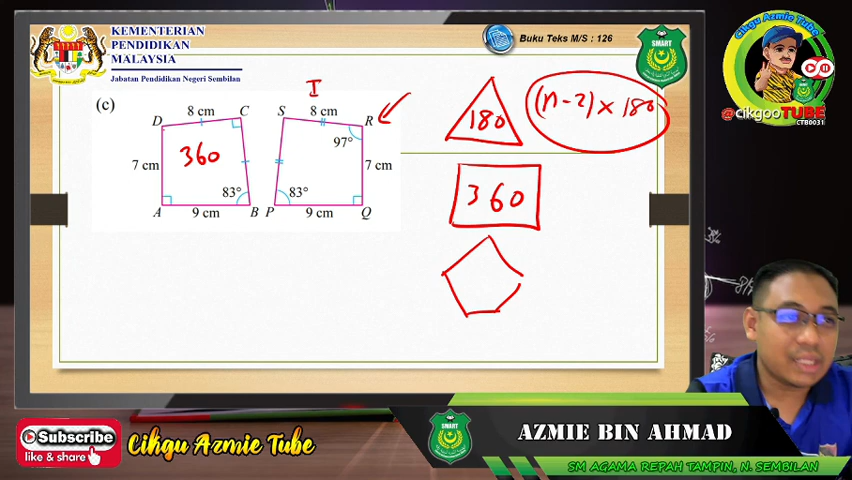 KEMENTERIAN
PENDIDIKAN
MALAYSIA
Jabatan Pendidikan Negeri Sembilan
Buku Teks M/S : 126
SMART
Cikgu Azmie Tube
@cikgooTUBE
CTB0031
(c)
I
D 8 cm C
S 8 cm R
360
97°
7 cm
7 cm
83°
83°
A 9 cm B
P 9 cm Q
180
(n-2) × 180
360
Subscribe
like & share
Cikgu Azmie Tube
SMART
AZMIE BIN AHMAD
SM AGAMA REPAH TAMPIN, N. SEMBILAN